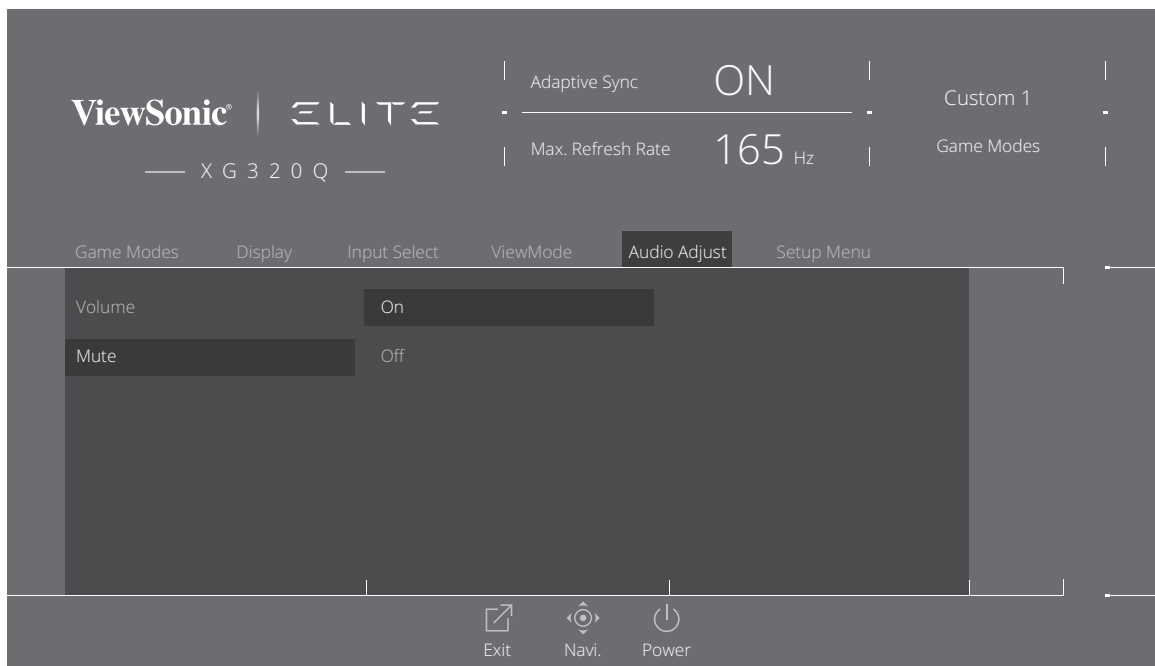 ViewSonic® ELITE
XG320Q
Adaptive Sync ON
Max. Refresh Rate 165 Hz
Custom 1
Game Modes
Game Modes Display Input Select ViewMode Audio Adjust Setup Menu
Volume On
Mute Off
Exit Navi. Power